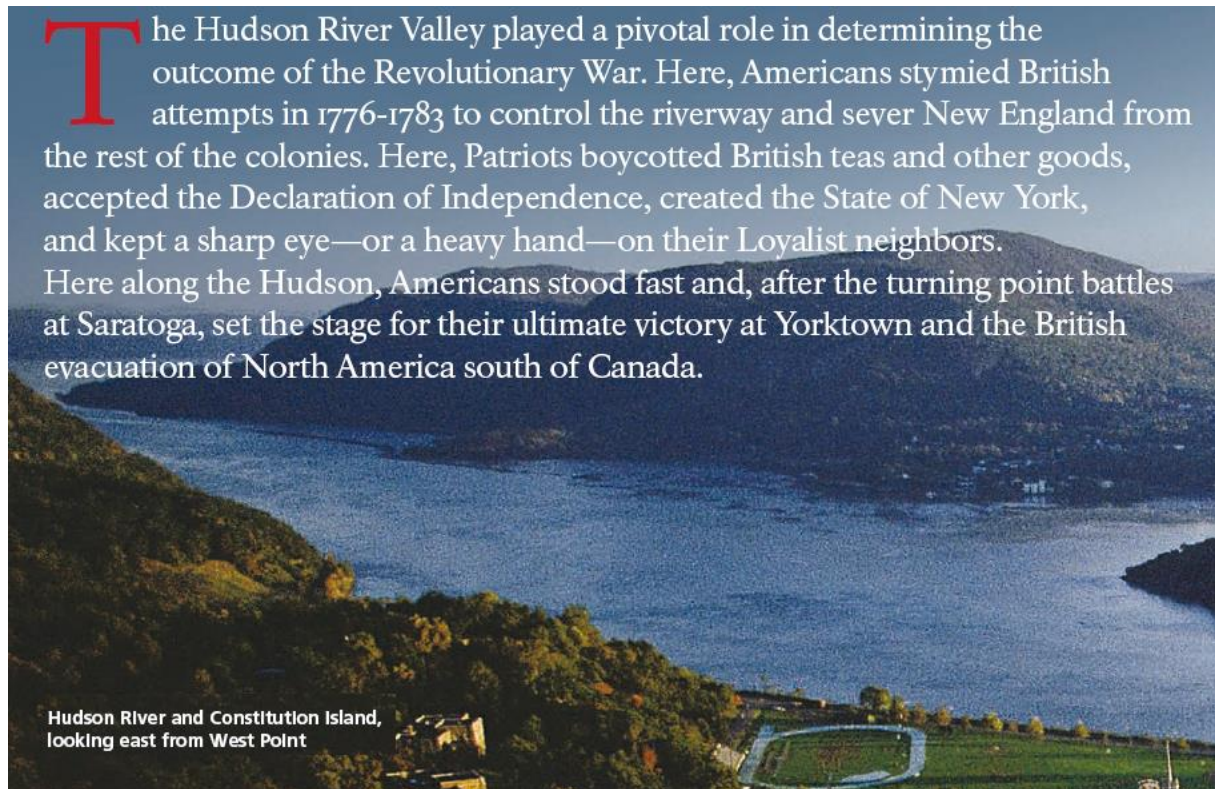 The Hudson River Valley played a pivotal role in determining the
outcome of the Revolutionary War. Here, Americans stymied British
attempts in 1776-1783 to control the riverway and sever New England from
the rest of the colonies. Here, Patriots boycotted British teas and other goods,
accepted the Declaration of Independence, created the State of New York,
and kept a sharp eye—or a heavy hand—on their Loyalist neighbors.
Here along the Hudson, Americans stood fast and, after the turning point battles
at Saratoga, set the stage for their ultimate victory at Yorktown and the British
evacuation of North America south of Canada.
Hudson River and Constitution Island,
looking east from West Point